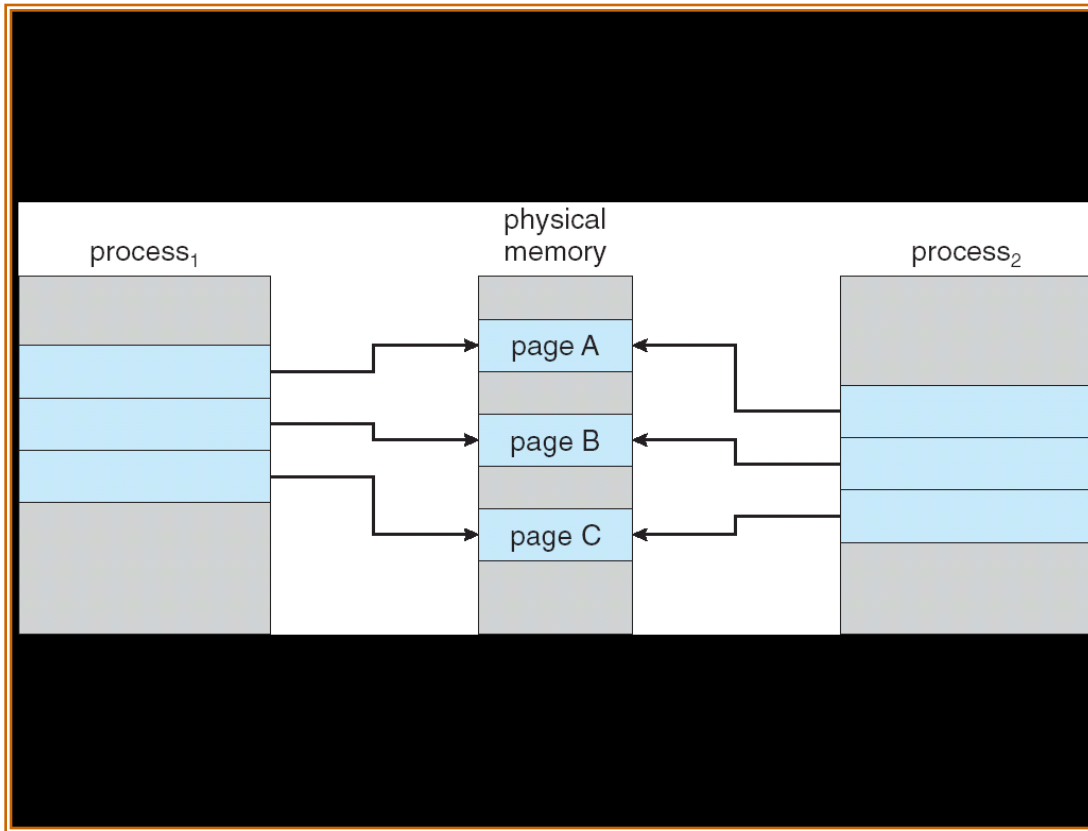 process₁
physical
memory
process₂
page A
page B
page C